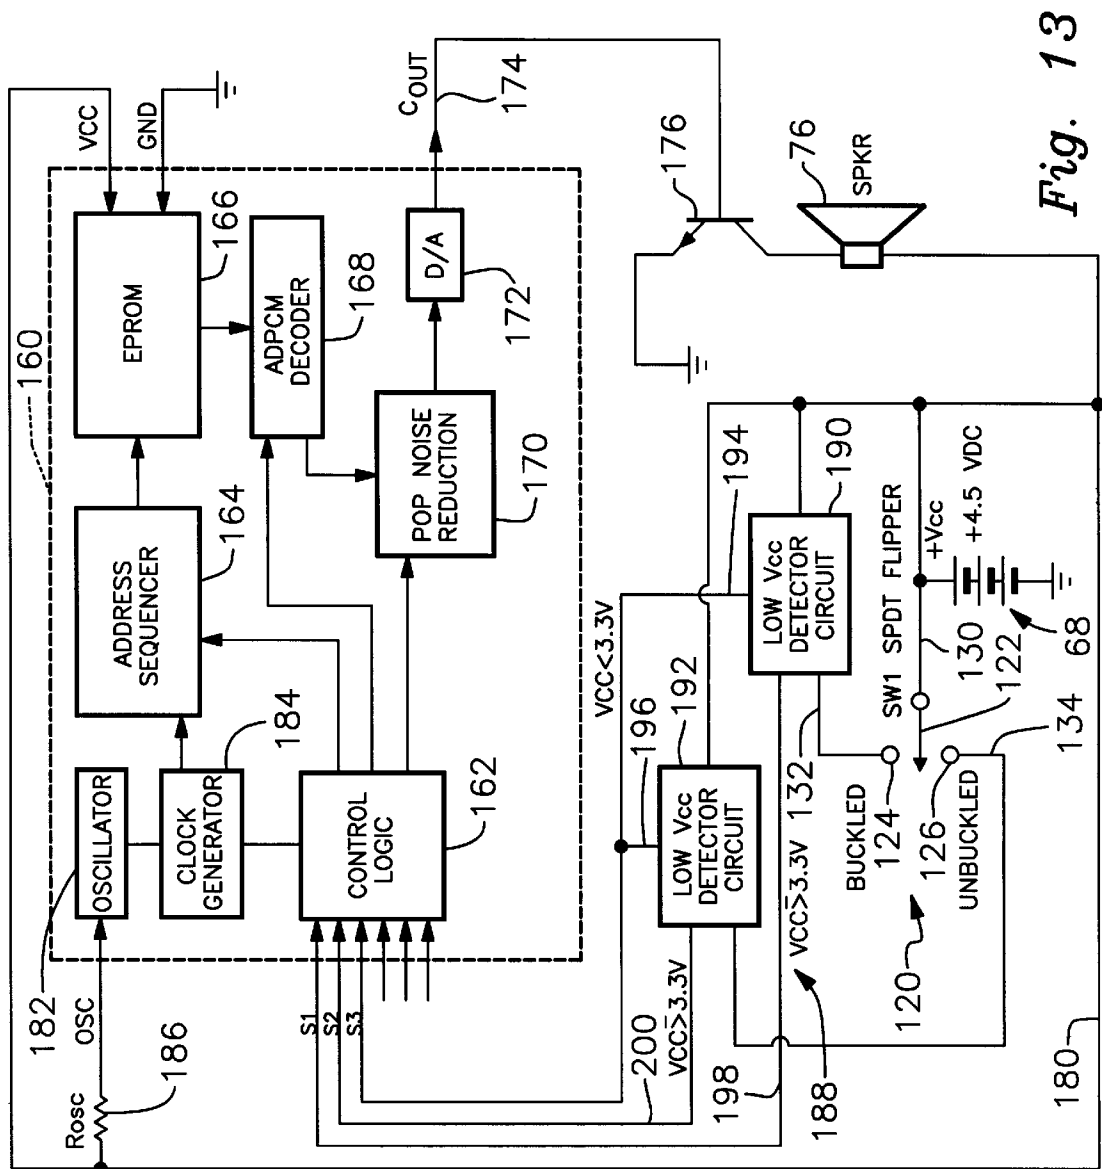 160
VCC
GND
182
OSC
Rosc
186
OSCILLATOR
CLOCK
GENERATOR
184
ADDRESS
SEQUENCER
164
EPROM
166
ADPCM
DECODER
168
CONTROL
LOGIC
162
POP NOISE
REDUCTION
170
D/A
172
COUT
174
S1
S2
S3
VCC<3.3V
196
194
VCC>3.3V
200
192
LOW Vcc
DETECTOR
CIRCUIT
LOW Vcc
DETECTOR
CIRCUIT
190
198
VCC>3.3V
188
132
BUCKLED
124
SW1 SPDT FLIPPER
+Vcc
+4.5 VDC
130
122
68
126
UNBUCKLED
120
134
176
76
SPKR
180
Fig. 13